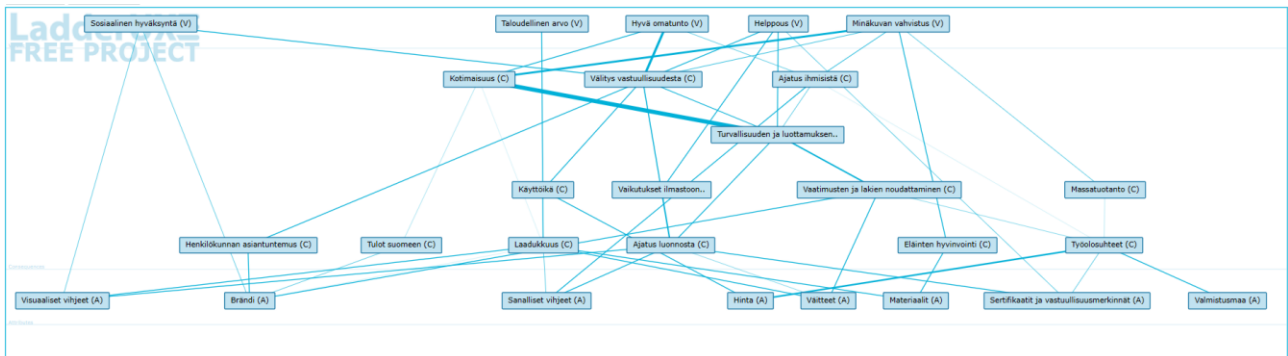 LadderUX
FREE PROJECT
Sosiaalinen hyväksyntä (V)
Taloudellinen arvo (V)
Hyvä omatunto (V)
Helppous (V)
Minäkuvan vahvistus (V)
Kotimaisuus (C)
Välitys vastuullisuudesta (C)
Ajatus ihmisistä (C)
Turvallisuuden ja luottamuksen..
Käyttöikä (C)
Vaikutukset ilmastoon..
Vaatimusten ja lakien noudattaminen (C)
Massatuotanto (C)
Henkilökunnan asiantuntemus (C)
Tulot suomeen (C)
Laadukkuus (C)
Ajatus luonnosta (C)
Eläinten hyvinvointi (C)
Työolosuhteet (C)
Visuaaliset vihjeet (A)
Brändi (A)
Sanalliset vihjeet (A)
Hinta (A)
Väitteet (A)
Materiaalit (A)
Sertifikaatit ja vastuullisuusmerkinnät (A)
Valmistusmaa (A)